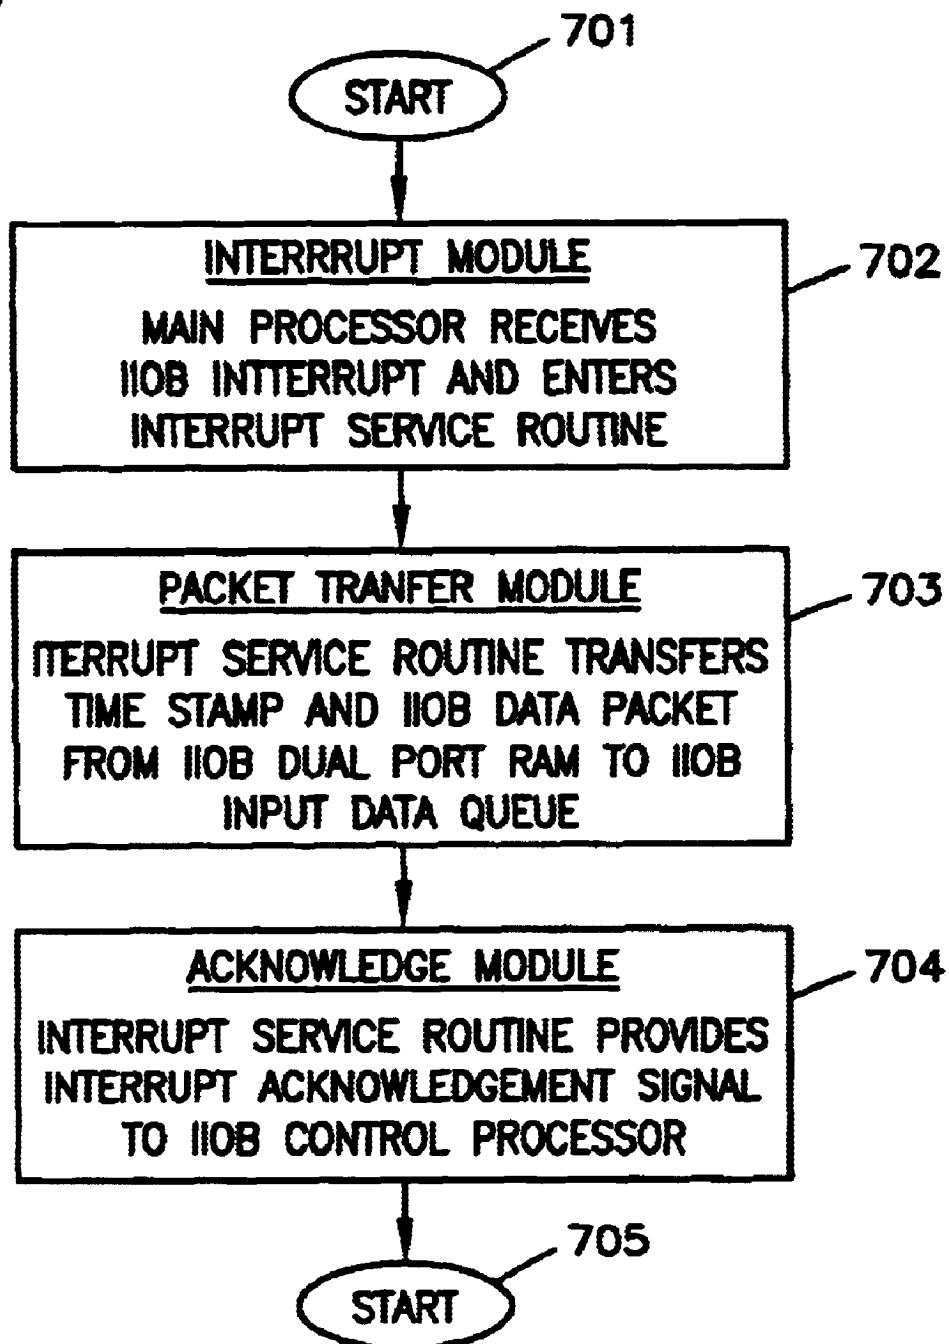 701
START
INTERRRUPT MODULE
702
MAIN PROCESSOR RECEIVES
IIOB INTTERRUPT AND ENTERS
INTERRUPT SERVICE ROUTINE
PACKET TRANFER MODULE
703
ITERRUPT SERVICE ROUTINE TRANSFERS
TIME STAMP AND IIOB DATA PACKET
FROM IIOB DUAL PORT RAM TO IIOB
INPUT DATA QUEUE
ACKNOWLEDGE MODULE
704
INTERRUPT SERVICE ROUTINE PROVIDES
INTERRUPT ACKNOWLEDGEMENT SIGNAL
TO IIOB CONTROL PROCESSOR
705
START